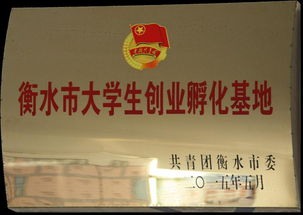 衡水市大学生创业孵化基地
共青团衡水市委
二〇一五年五月